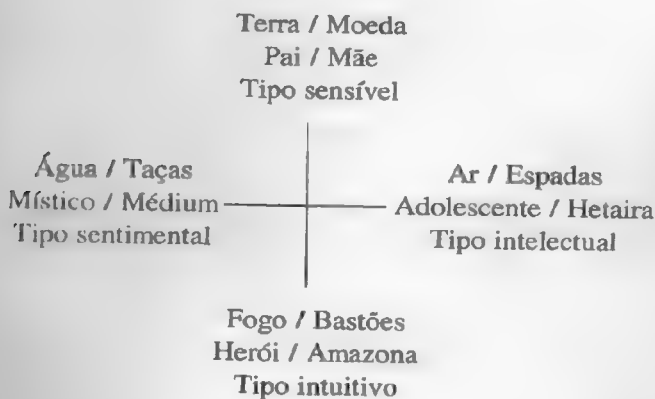 Terra / Moeda
Pai / Mãe
Tipo sensível
Água / Taças
Místico / Médium
Tipo sentimental
Ar / Espadas
Adolescente / Hetaira
Tipo intelectual
Fogo / Bastões
Herói / Amazona
Tipo intuitivo